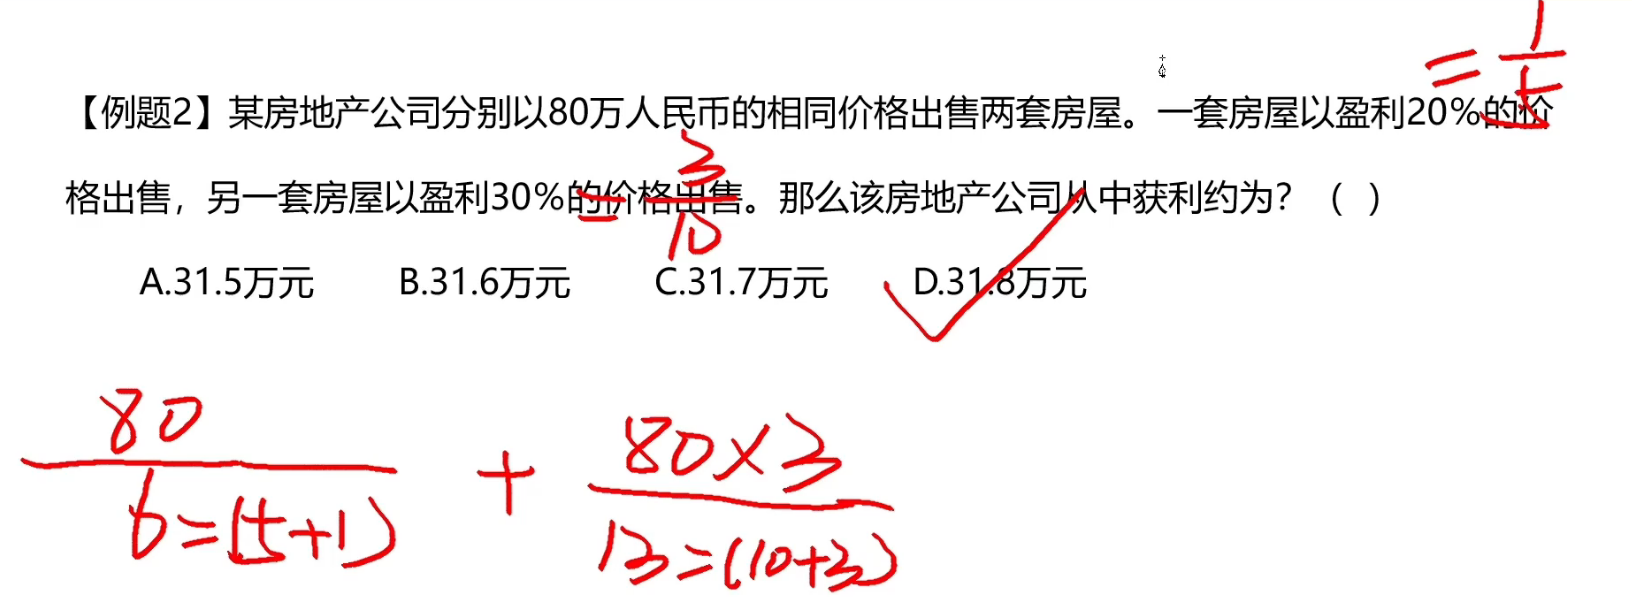 = 1/5
【例题2】某房地产公司分别以80万人民币的相同价格出售两套房屋。一套房屋以盈利20%的价
格出售，另一套房屋以盈利30%的价格出售。那么该房地产公司从中获利约为？ （ ）
= 3/10
A.31.5万元 B.31.6万元 C.31.7万元 D.31.8万元
80 + 80×3
6=(5+1) 13=(10+3)